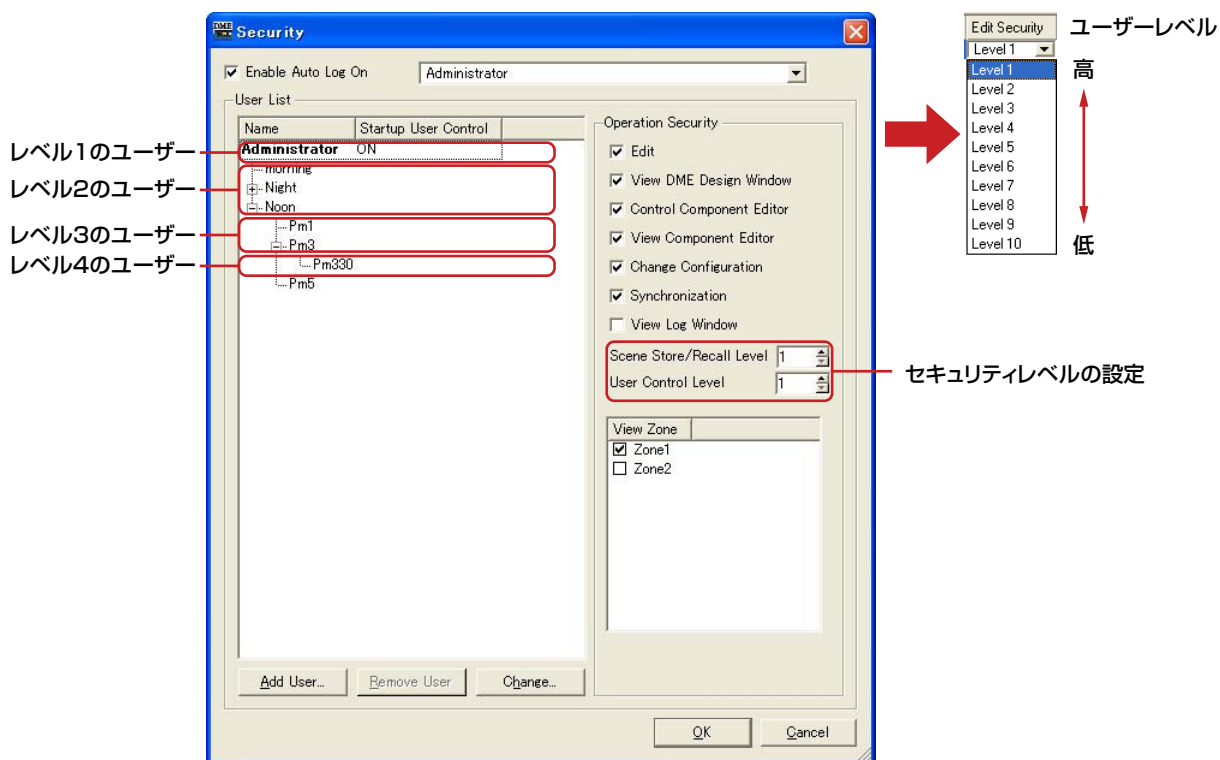 DME
Security
Enable Auto Log On
Administrator
User List
Name
Startup User Control
Administrator
ON
morning
Night
Noon
Pm1
Pm3
Pm330
Pm5
レベル1のユーザー
レベル2のユーザー
レベル3のユーザー
レベル4のユーザー
Add User...
Remove User
Change...
Operation Security
Edit
View DME Design Window
Control Component Editor
View Component Editor
Change Configuration
Synchronization
View Log Window
Scene Store/Recall Level 1
User Control Level 1
セキュリティレベルの設定
View Zone
Zone1
Zone2
OK
Cancel
Edit Security
ユーザーレベル
Level 1
Level 1
Level 2
Level 3
Level 4
Level 5
Level 6
Level 7
Level 8
Level 9
Level 10
高
低